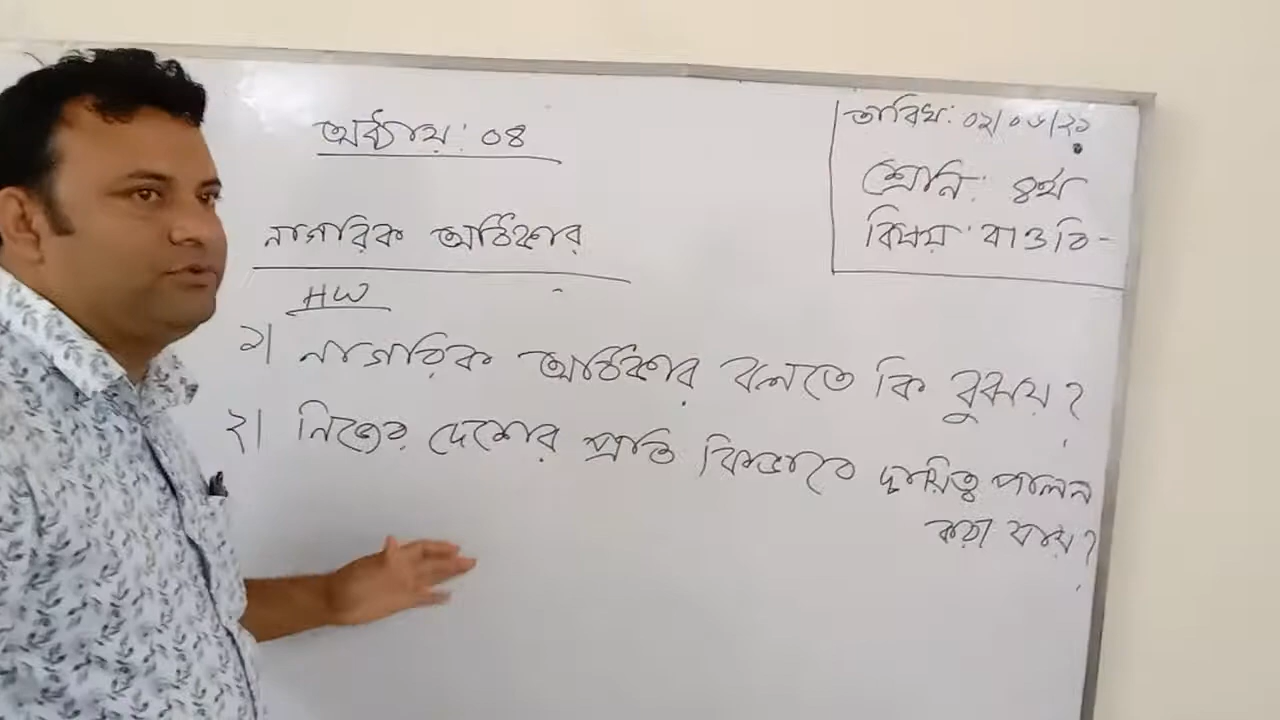 অধ্যায়: ০৪
তারিখ: ০২/০৬/২১
শ্রেনি: ৪র্থ
বিষয়: বাওবি-
নাগরিক অধিকার
HW
১। নাগরিক অধিকার বলতে কি বুঝায়?
২। নিজের দেশের প্রতি কিভাবে দায়িত্ব পালন
করা যায়?